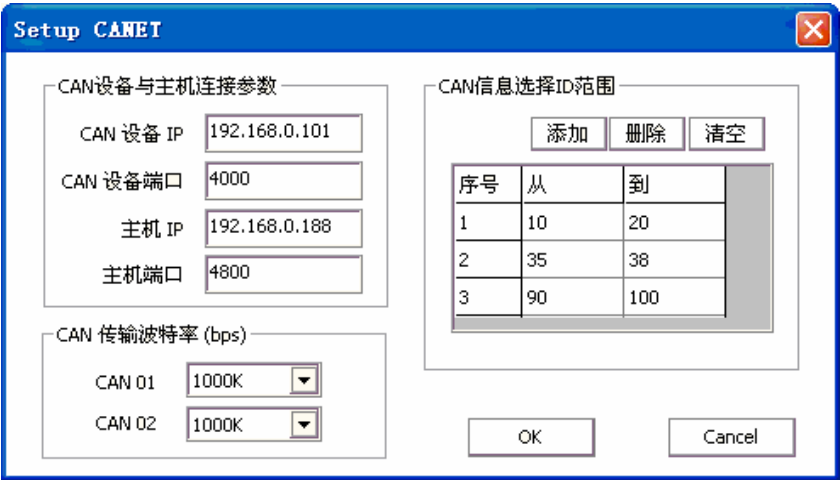 Setup CANET
CAN设备与主机连接参数
CAN 设备 IP 192.168.0.101
CAN 设备端口 4000
主机 IP 192.168.0.188
主机端口 4800
CAN 传输波特率 (bps)
CAN 01 1000K
CAN 02 1000K
CAN信息选择ID范围
添加 删除 清空
序号 从 到
1 10 20
2 35 38
3 90 100
OK Cancel